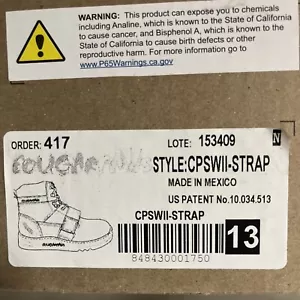 WARNING: This product can expose you to chemicals
including Analine, which is known to the State of California
to cause cancer, and Bisphenol A, which is known to the
State of California to cause birth defects or other
reproductive harm. For more information go to
www.P65Warnings.ca.gov
ORDER: 417
LOTE: 153409
N
COUGAR
STYLE:CPSWII-STRAP
MADE IN MEXICO
US PATENT No.10.034.513
CPSWII-STRAP
13
848430001750